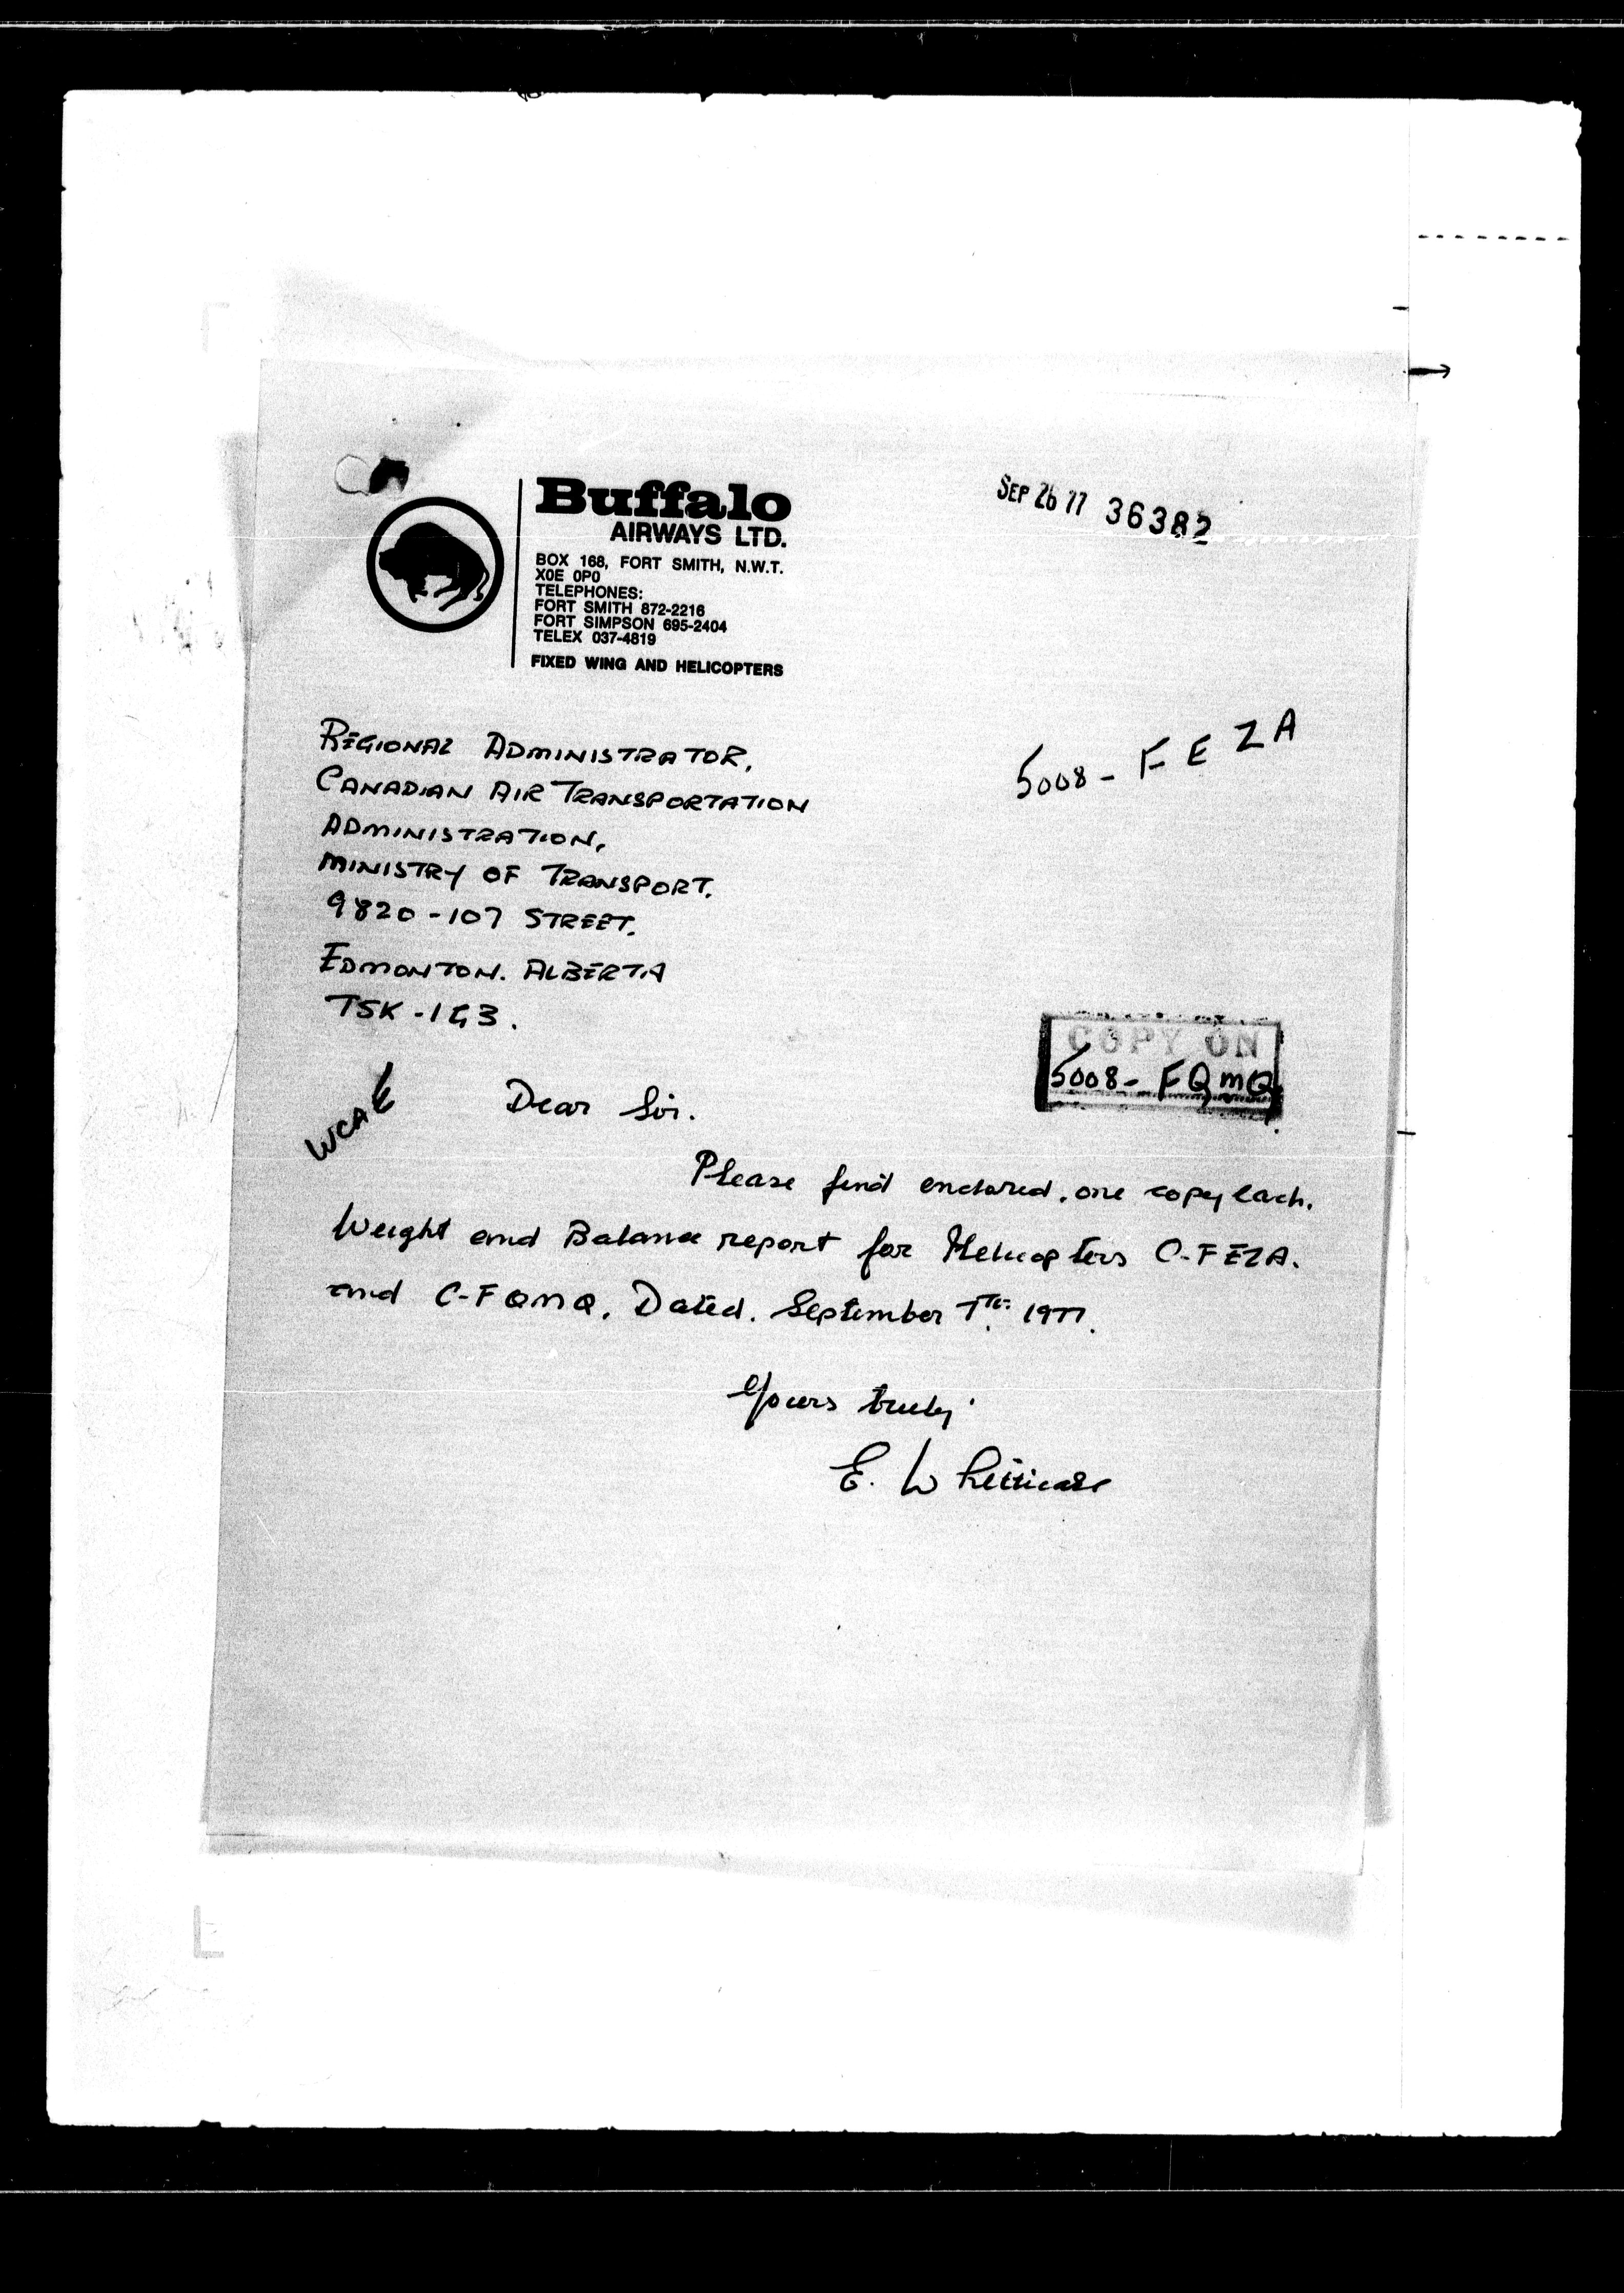 Buffalo
AIRWAYS LTD.
BOX 168, FORT SMITH, N.W.T.
X0E 0P0
TELEPHONES:
FORT SMITH 872-2216
FORT SIMPSON 695-2404
TELEX 037-4819
FIXED WING AND HELICOPTERS
SEP 26 77 36382
REGIONAL ADMINISTRATOR,
CANADIAN AIR TRANSPORTATION
ADMINISTRATION,
MINISTRY OF TRANSPORT.
9820-107 STREET.
EDMONTON. ALBERTA
T5K-1G3.
5008-FEZA
COPY ON
5008-FQMQ
WCAE
Dear Sir.
Please find enclosed, one copy each.
Weight and Balance report for Helicopters C-FEZA.
and C-FQMQ. Dated. September 7th 1977.
Yours truly
E. Whitticase